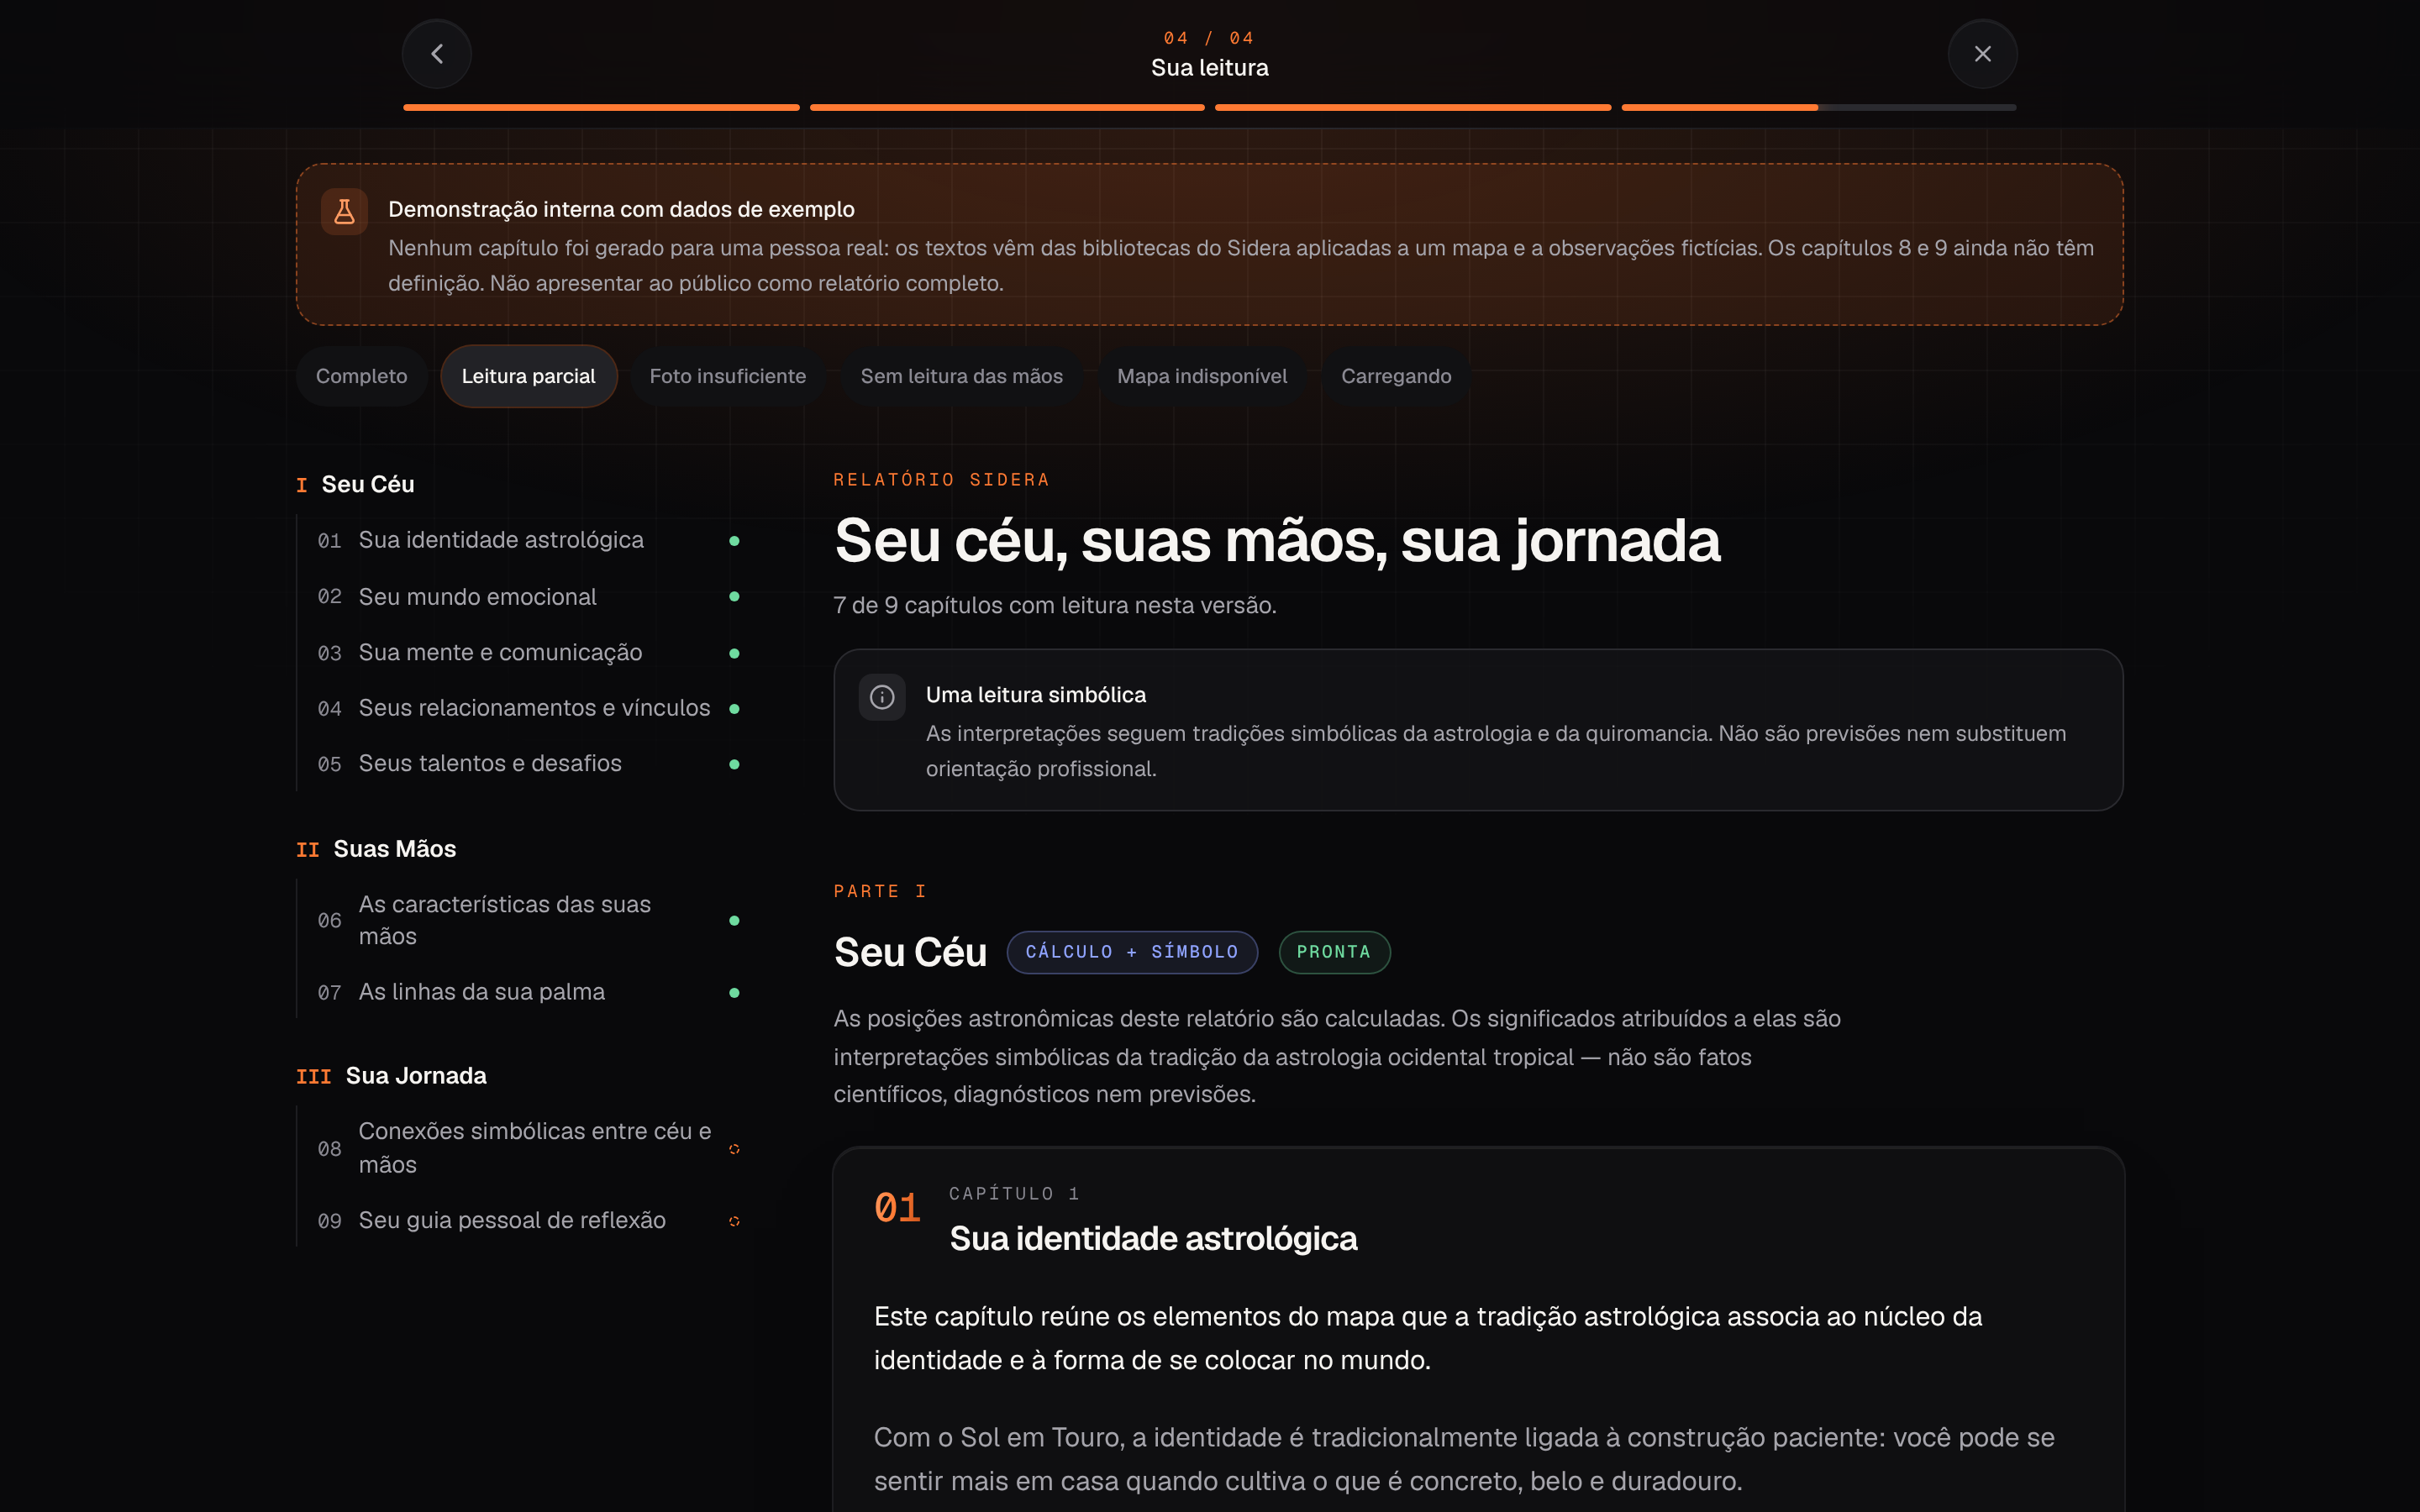 04 / 04
Sua leitura
Demonstração interna com dados de exemplo
Nenhum capítulo foi gerado para uma pessoa real: os textos vêm das bibliotecas do Sidera aplicadas a um mapa e a observações fictícias. Os capítulos 8 e 9 ainda não têm
definição. Não apresentar ao público como relatório completo.
Completo
Leitura parcial
Foto insuficiente
Sem leitura das mãos
Mapa indisponível
Carregando
I Seu Céu
01 Sua identidade astrológica
02 Seu mundo emocional
03 Sua mente e comunicação
04 Seus relacionamentos e vínculos
05 Seus talentos e desafios
II Suas Mãos
06 As características das suas
mãos
07 As linhas da sua palma
III Sua Jornada
08 Conexões simbólicas entre céu e
mãos
09 Seu guia pessoal de reflexão
RELATÓRIO SIDERA
Seu céu, suas mãos, sua jornada
7 de 9 capítulos com leitura nesta versão.
Uma leitura simbólica
As interpretações seguem tradições simbólicas da astrologia e da quiromancia. Não são previsões nem substituem
orientação profissional.
PARTE I
Seu Céu
CÁLCULO + SÍMBOLO
PRONTA
As posições astronômicas deste relatório são calculadas. Os significados atribuídos a elas são
interpretações simbólicas da tradição da astrologia ocidental tropical — não são fatos
científicos, diagnósticos nem previsões.
01
CAPÍTULO 1
Sua identidade astrológica
Este capítulo reúne os elementos do mapa que a tradição astrológica associa ao núcleo da
identidade e à forma de se colocar no mundo.
Com o Sol em Touro, a identidade é tradicionalmente ligada à construção paciente: você pode se
sentir mais em casa quando cultiva o que é concreto, belo e duradouro.